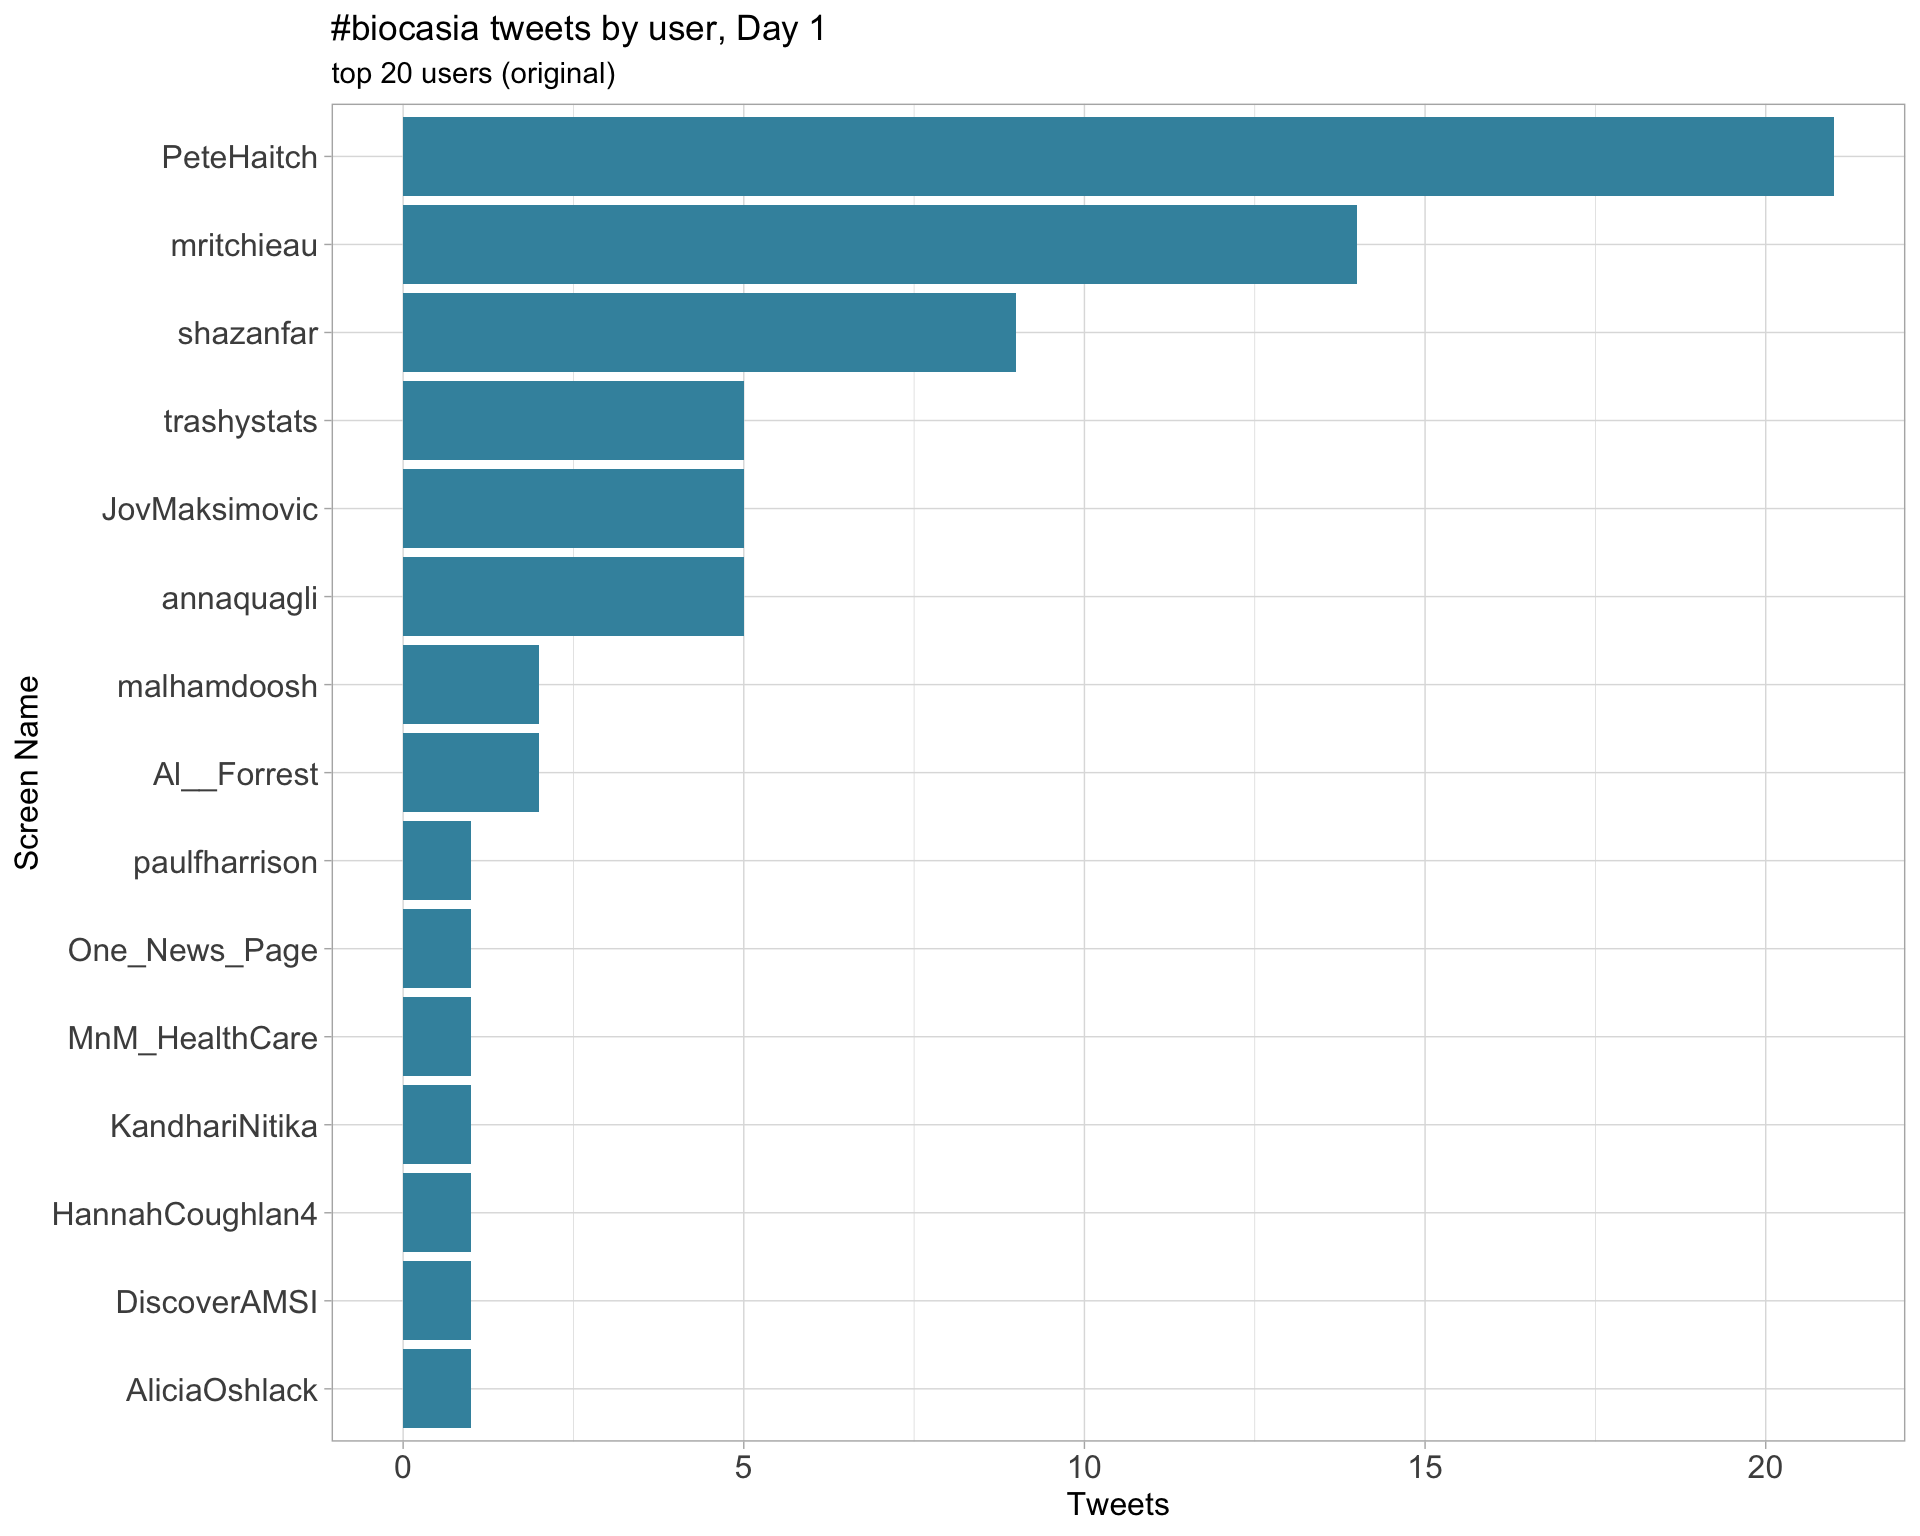 #biocasia tweets by user, Day 1
top 20 users (original)
PeteHaitch
mritchieau
shazanfar
trashystats
JovMaksimovic
annaquagli
malhamdoosh
Al__Forrest
paulfharrison
One_News_Page
MnM_HealthCare
KandhariNitika
HannahCoughlan4
DiscoverAMSI
AliciaOshlack
Screen Name
0 5 10 15 20
Tweets